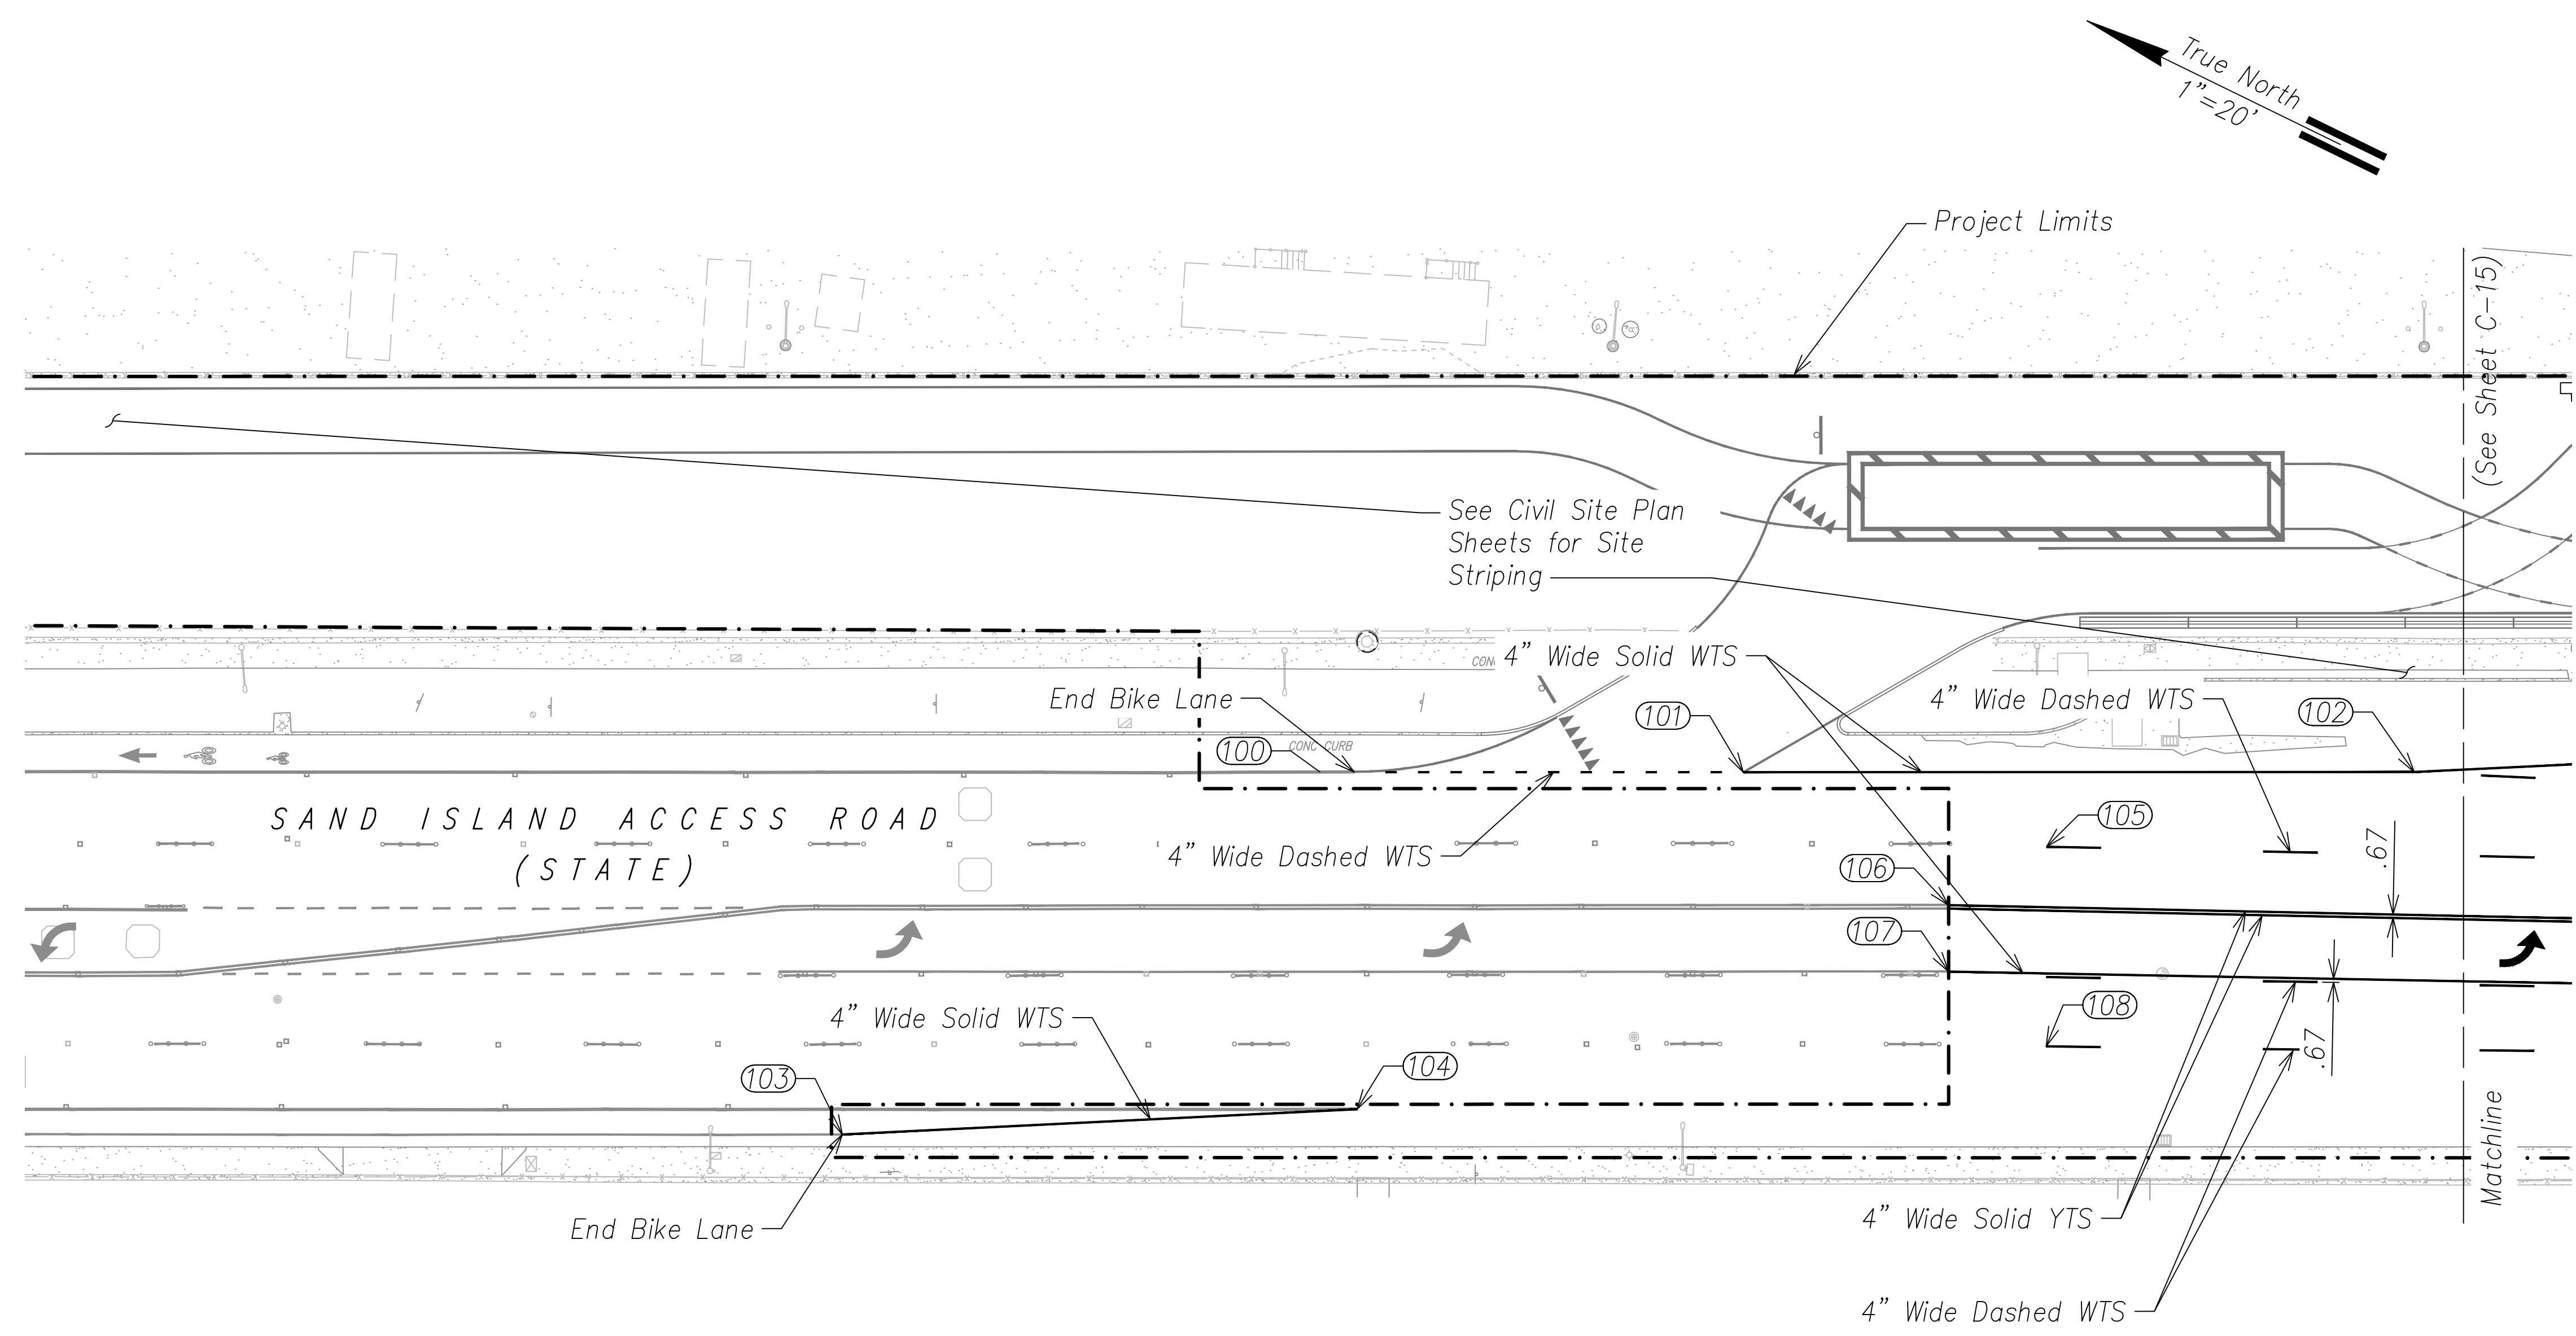 True North
1"=20'
Project Limits
(See Sheet C-15)
See Civil Site Plan
Sheets for Site
Striping
4" Wide Solid WTS
End Bike Lane
4" Wide Dashed WTS
101
102
100
CONC CURB
SAND ISLAND ACCESS ROAD
(STATE)
105
4" Wide Dashed WTS
.67
106
107
4" Wide Solid WTS
108
103
104
.67
Matchline
End Bike Lane
4" Wide Solid YTS
4" Wide Dashed WTS